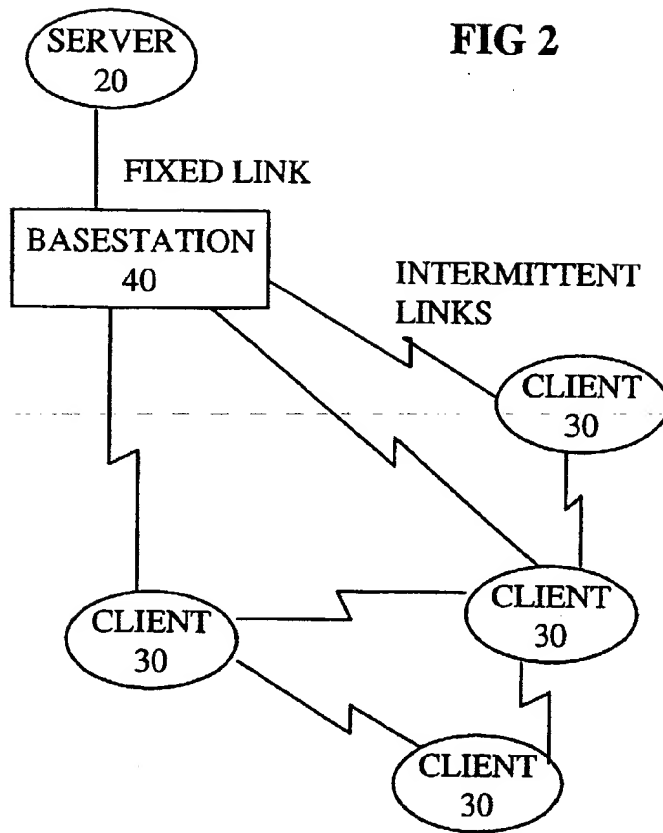 FIG 2
SERVER
20
FIXED LINK
BASESTATION
40
INTERMITTENT
LINKS
CLIENT
30
CLIENT
30
CLIENT
30
CLIENT
30